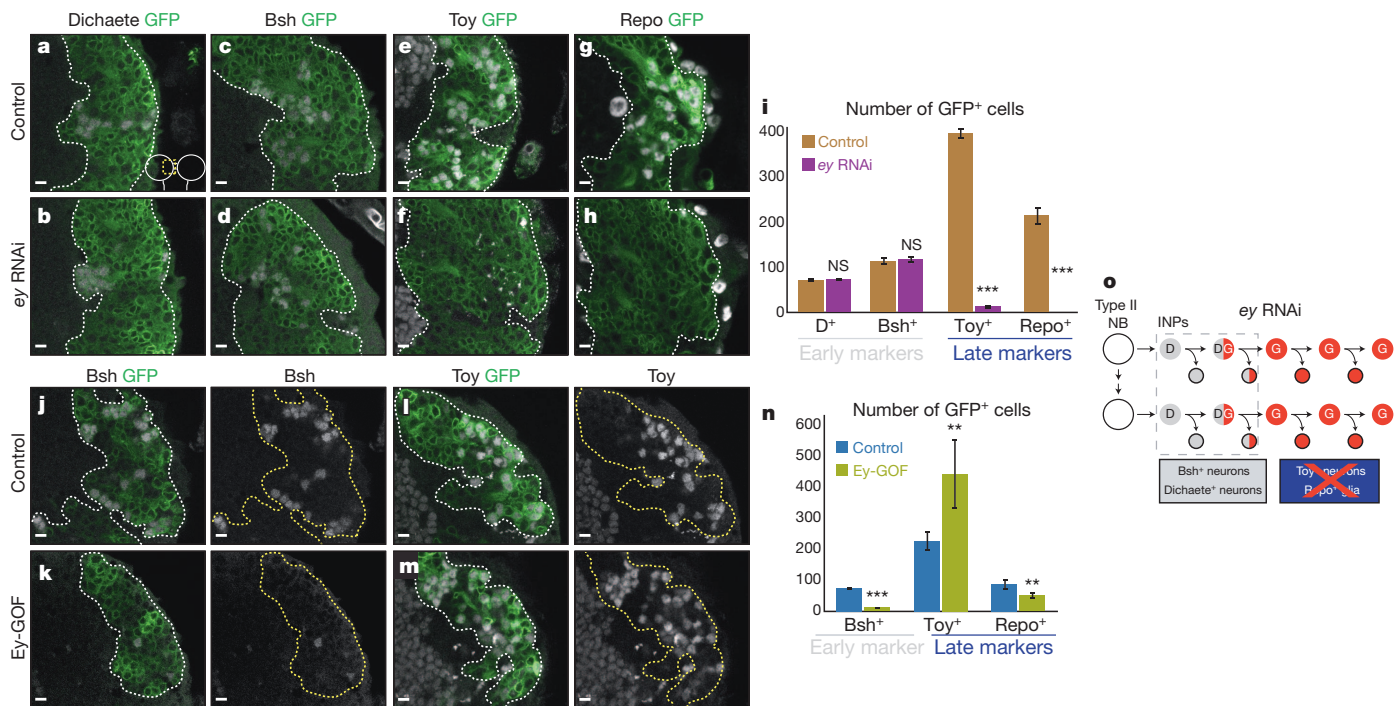 Dichaete GFP
Bsh GFP
Toy GFP
Repo GFP
Control
a
c
e
g
ey RNAi
b
d
f
h
i
Number of GFP⁺ cells
400
300
200
100
0
Control
ey RNAi
NS
NS
***
***
D⁺
Bsh⁺
Toy⁺
Repo⁺
Early markers
Late markers
Bsh GFP
Bsh
Toy GFP
Toy
Control
j
l
Ey-GOF
k
m
n
Number of GFP⁺ cells
600
500
400
300
200
100
0
Control
Ey-GOF
***
**
**
Bsh⁺
Toy⁺
Repo⁺
Early marker
Late markers
o
ey RNAi
Type II
NB
INPs
D
DG
G
G
G
D
DG
G
G
G
Bsh⁺ neurons
Dichaete⁺ neurons
Toy⁺ neurons
Repo⁺ glia